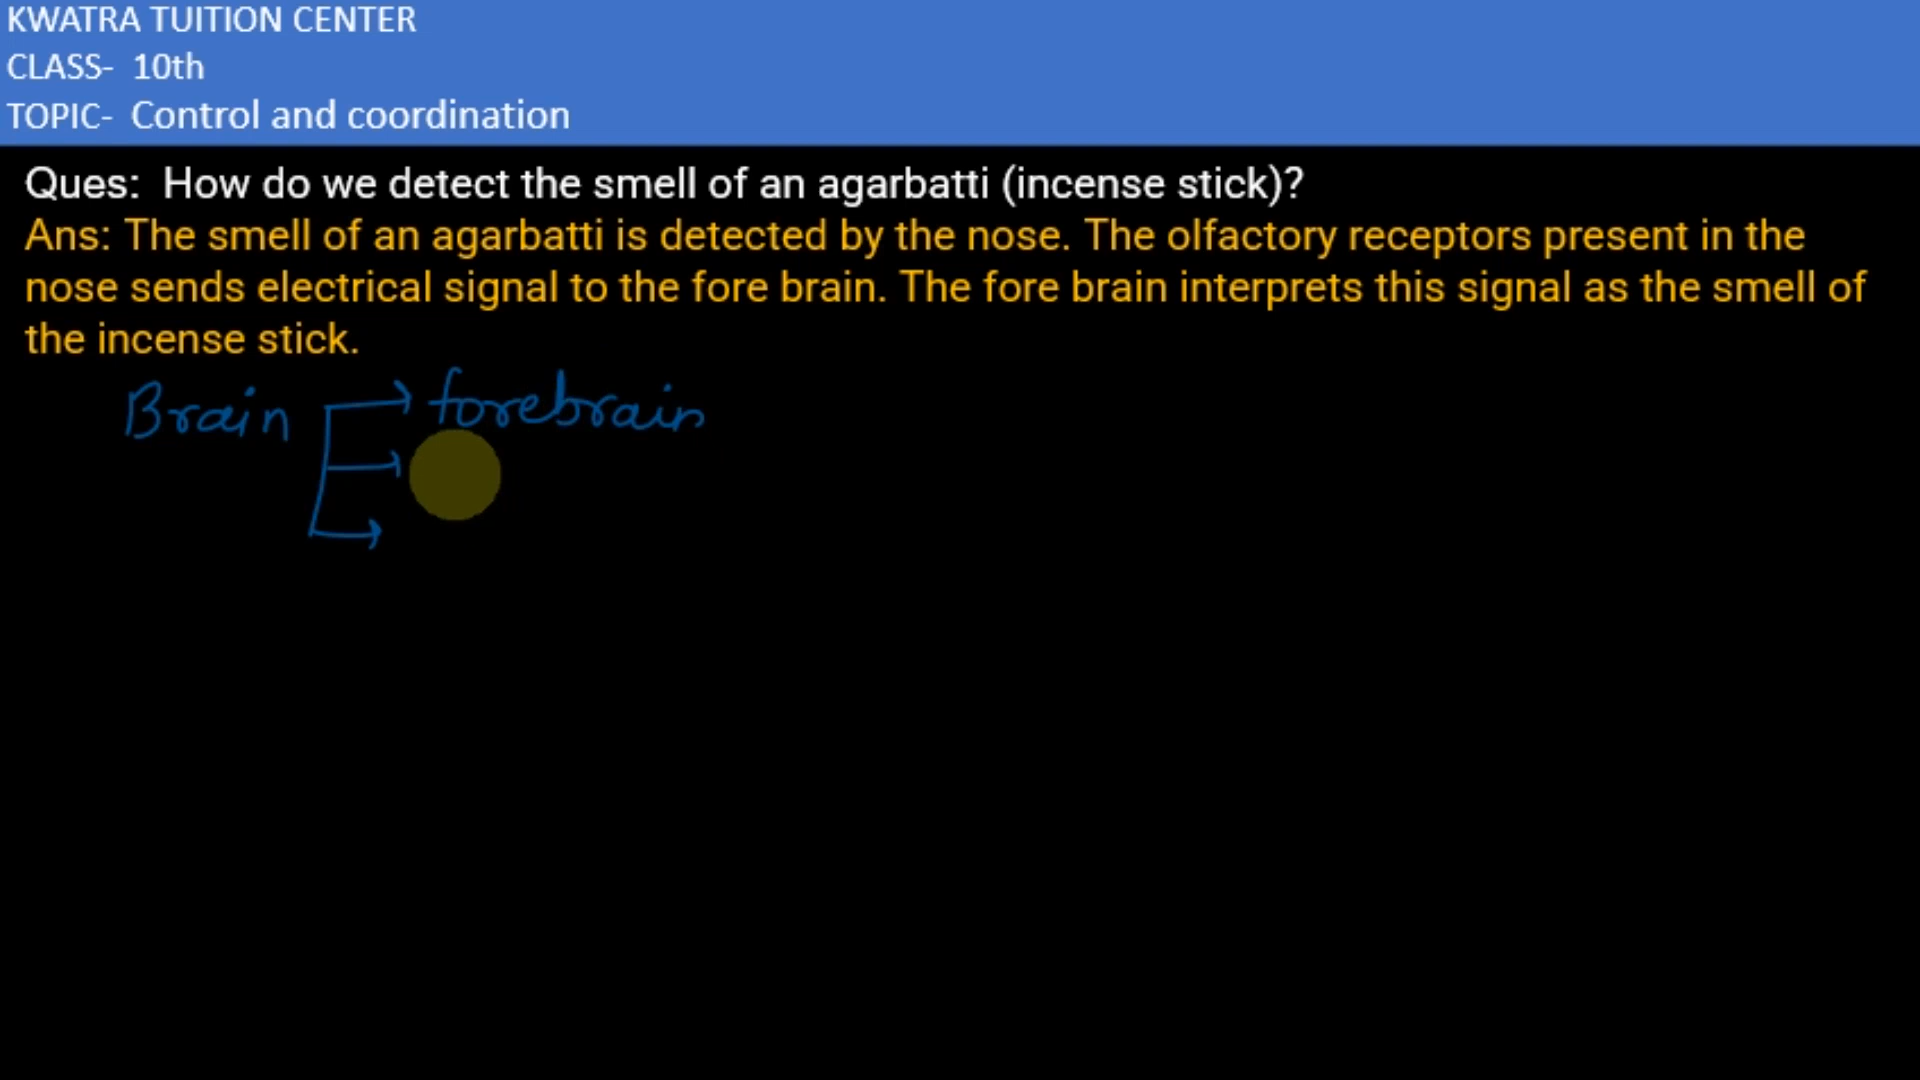 KWATRA TUITION CENTER
CLASS- 10th
TOPIC- Control and coordination
Ques: How do we detect the smell of an agarbatti (incense stick)?
Ans: The smell of an agarbatti is detected by the nose. The olfactory receptors present in the
nose sends electrical signal to the fore brain. The fore brain interprets this signal as the smell of
the incense stick.
Brain → forebrain